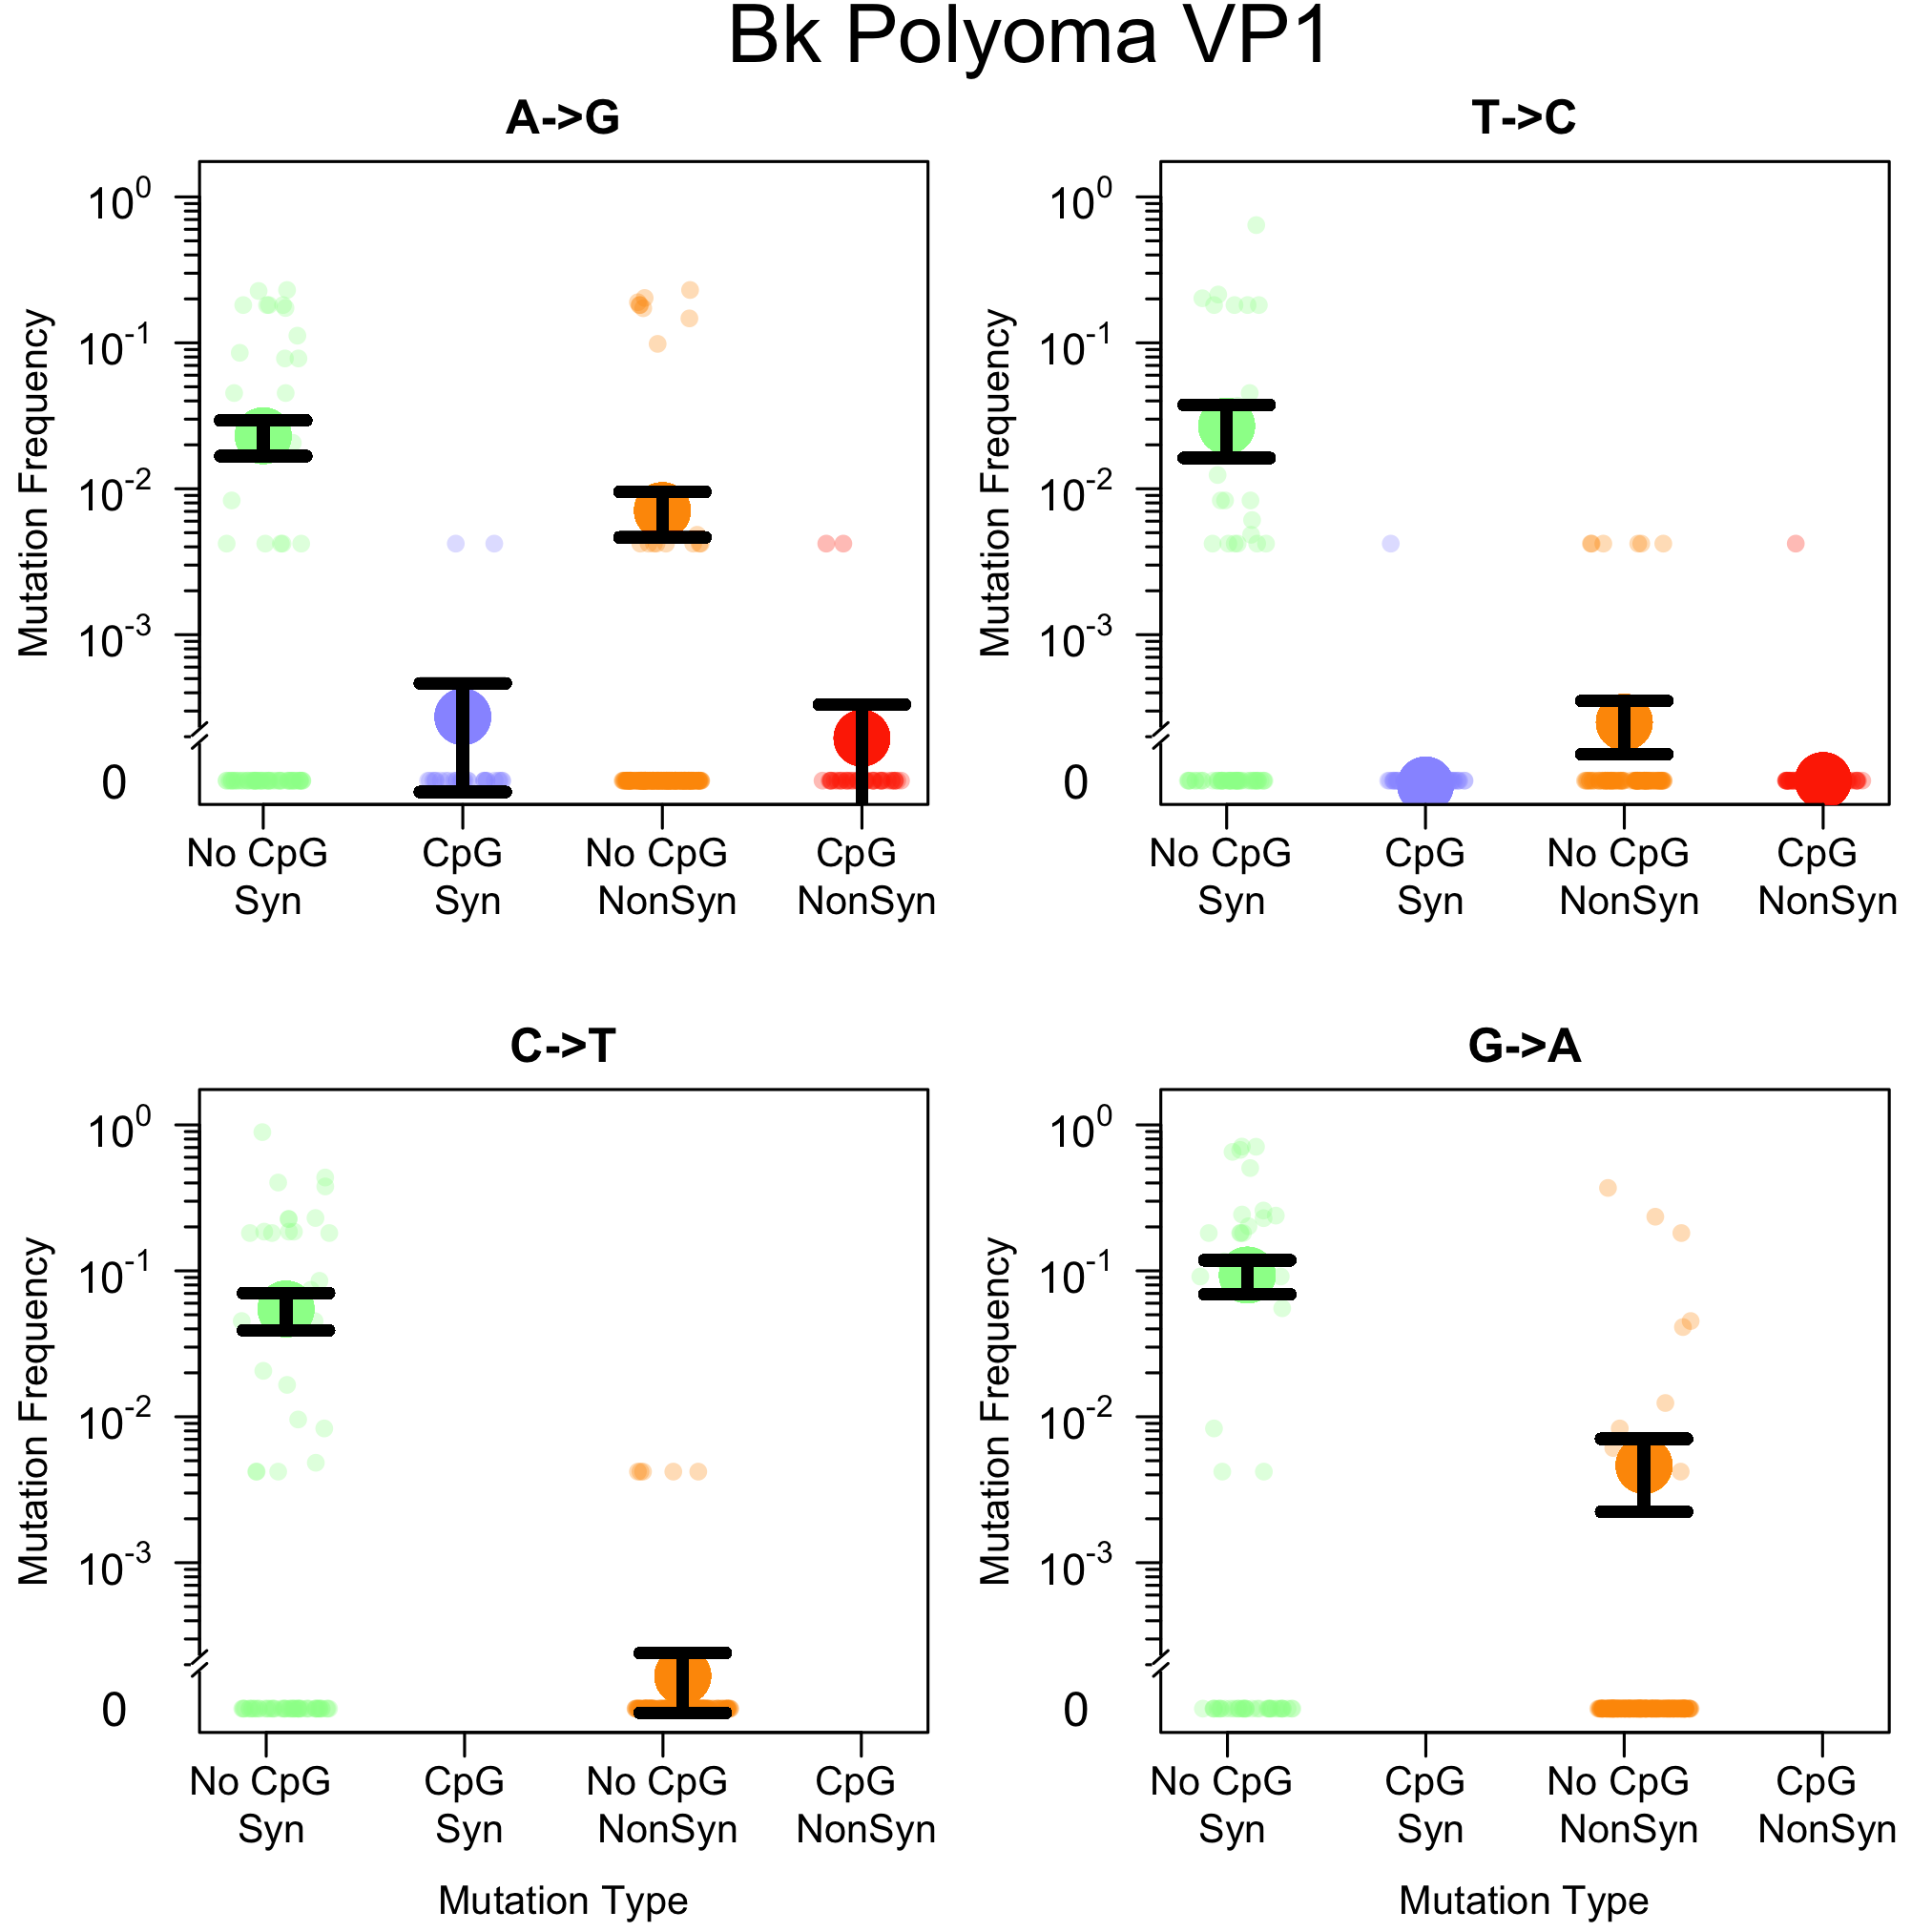 Bk Polyoma VP1
A->G
Mutation Frequency
10^0
10^-1
10^-2
10^-3
0
No CpG CpG No CpG CpG
Syn Syn NonSyn NonSyn
T->C
Mutation Frequency
10^0
10^-1
10^-2
10^-3
0
No CpG CpG No CpG CpG
Syn Syn NonSyn NonSyn
C->T
Mutation Frequency
10^0
10^-1
10^-2
10^-3
0
No CpG CpG No CpG CpG
Syn Syn NonSyn NonSyn
Mutation Type
G->A
Mutation Frequency
10^0
10^-1
10^-2
10^-3
0
No CpG CpG No CpG CpG
Syn Syn NonSyn NonSyn
Mutation Type